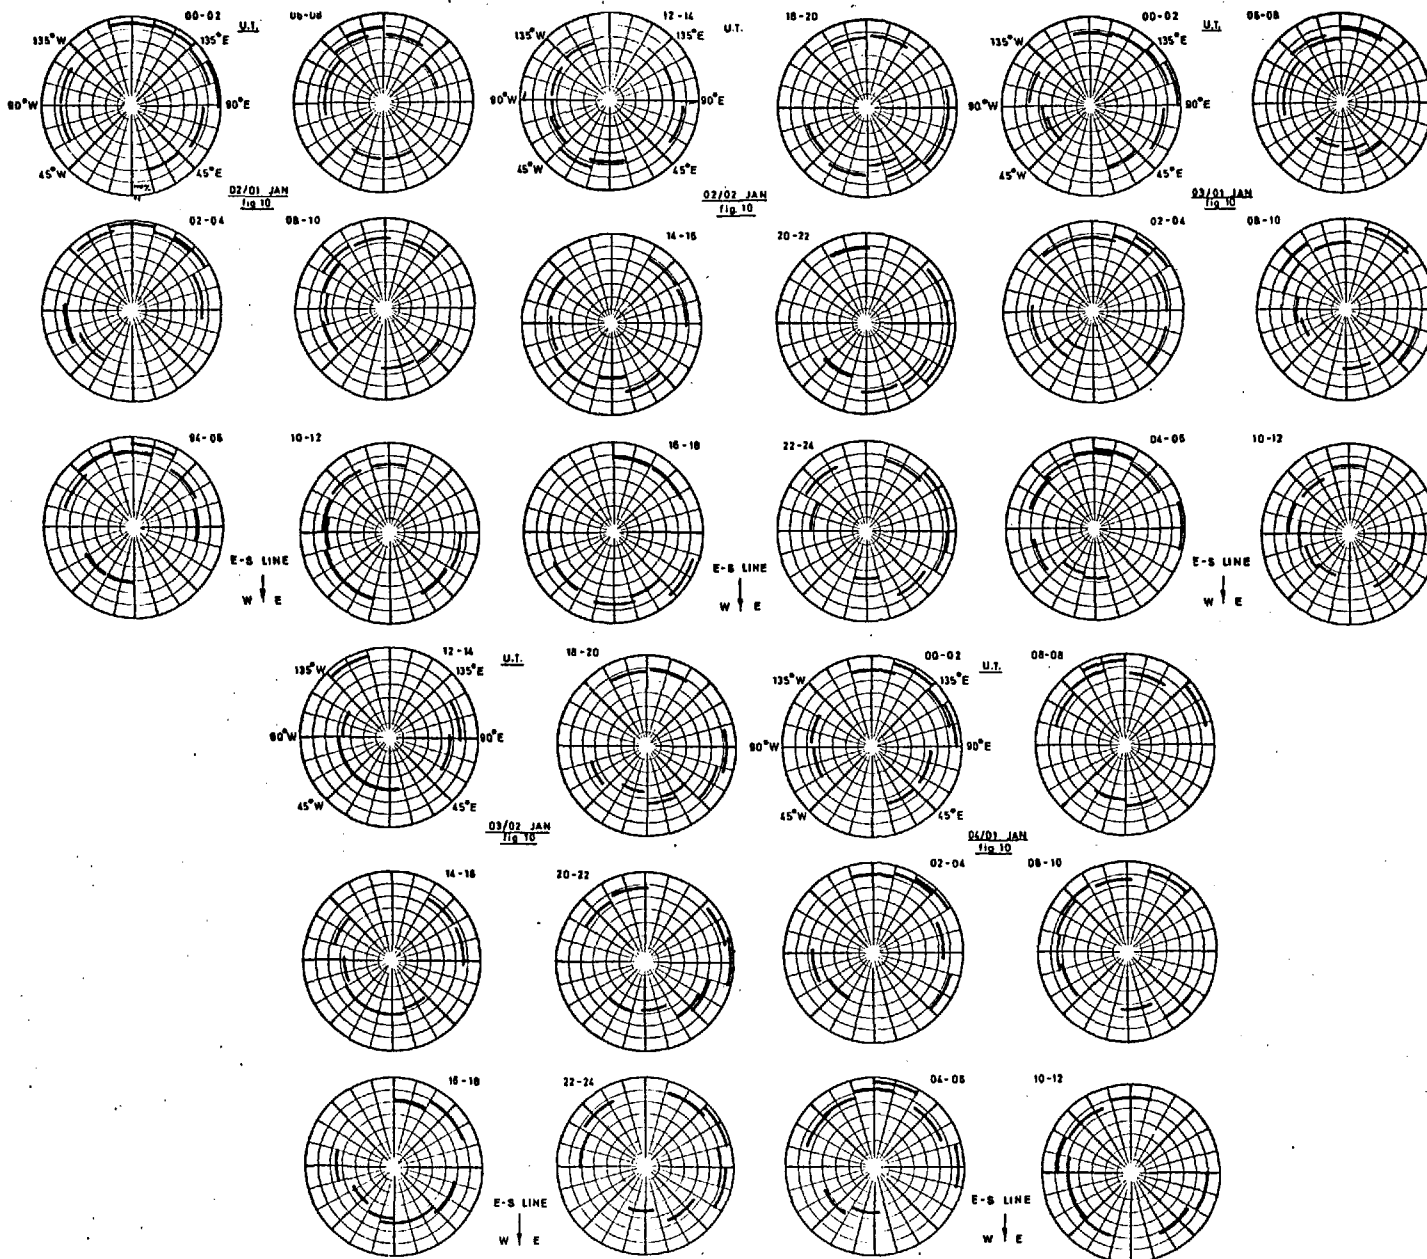 00-02 U.T. 06-08 12-14 U.T. 18-20 00-02 U.T. 06-08
135°W 135°E 135°W 135°E 135°W 135°E
90°W 90°E 90°W 90°E 90°W 90°E
45°W 45°E 45°W 45°E 45°W 45°E
02/01 JAN 02/02 JAN 03/01 JAN
fig 10 fig 10 fig 10
02-04 08-10 14-16 20-22 02-04 08-10
04-06 10-12 16-18 22-24 04-06 10-12
E-S LINE E-S LINE E-S LINE
W E W E W E
12-14 U.T. 18-20 00-02 U.T. 08-08
135°W 135°E 135°W 135°E
90°W 90°E 90°W 90°E
45°W 45°E 45°W 45°E
03/02 JAN 04/01 JAN
fig 10 fig 10
14-16 20-22 02-04 08-10
16-18 22-24 04-06 10-12
E-S LINE E-S LINE
W E W E